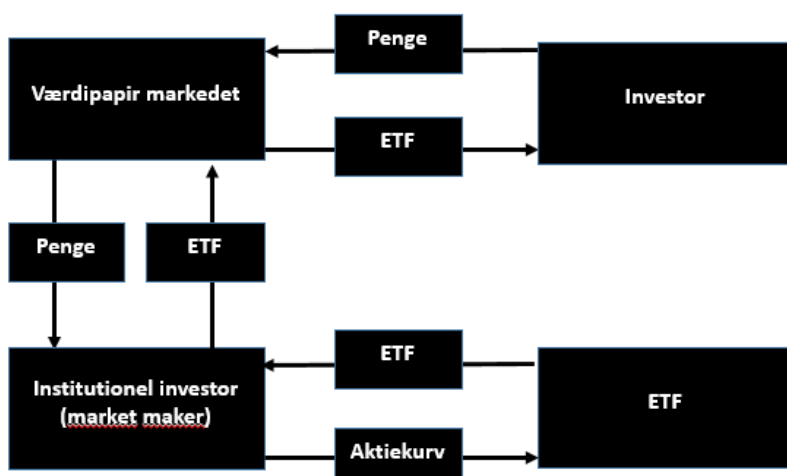 Penge
Værdipapir markedet
Investor
ETF
Penge
ETF
ETF
Institutionel investor
(market maker)
ETF
Aktiekurv